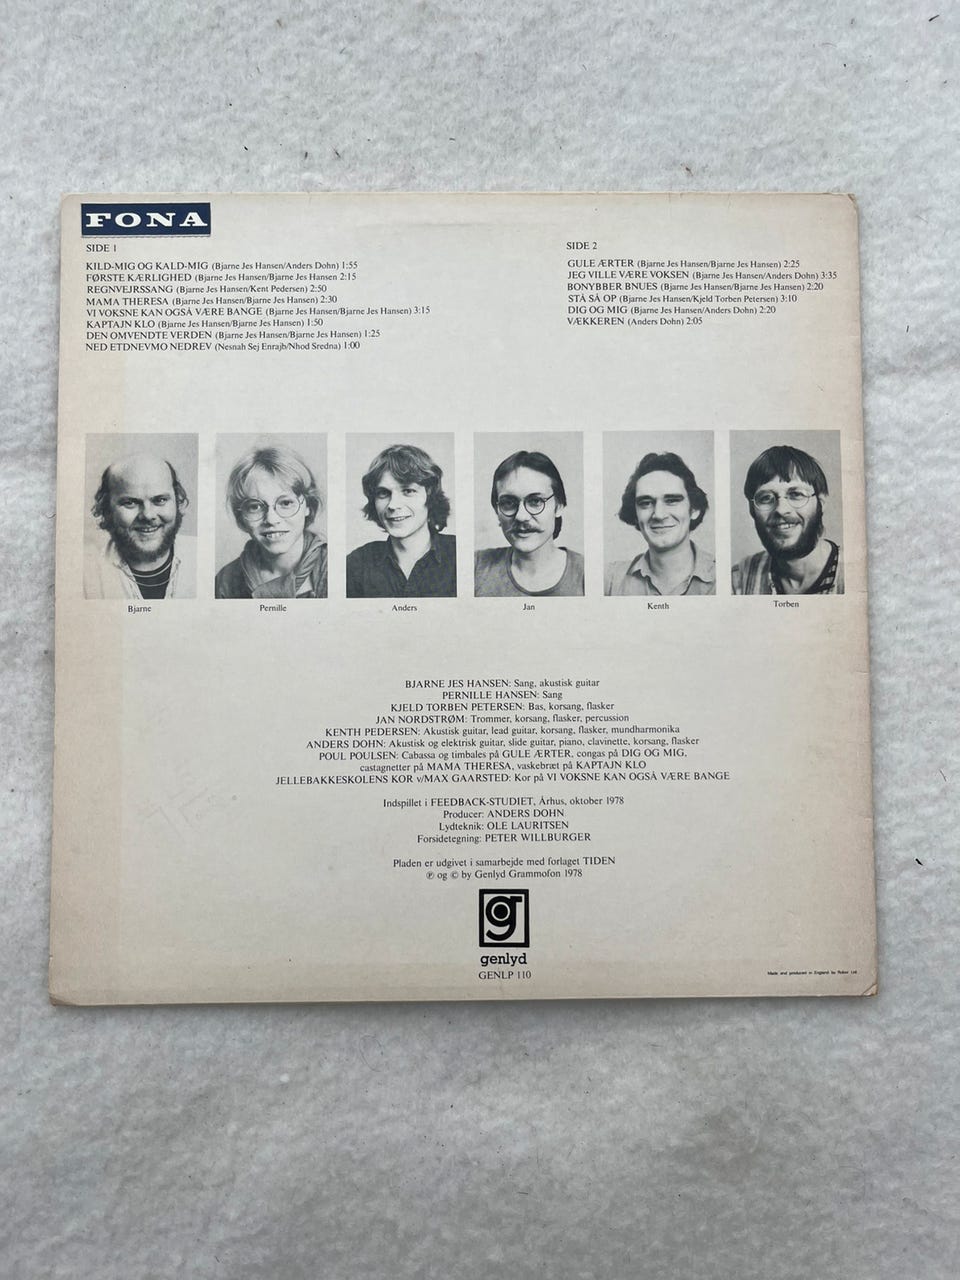 FONA
SIDE 1
KILD-MIG OG KALD-MIG (Bjarne Jes Hansen/Anders Dohn) 1:55
FØRSTE KÆRLIGHED (Bjarne Jes Hansen/Bjarne Jes Hansen 2:15
REGNVEJRSSANG (Bjarne Jes Hansen/Kent Pedersen) 2:50
MAMA THERESA (Bjarne Jes Hansen/Bjarne Jes Hansen) 2:30
VI VOKSNE KAN OGSÅ VÆRE BANGE (Bjarne Jes Hansen/Bjarne Jes Hansen) 3:15
KAPTAJN KLO (Bjarne Jes Hansen/Bjarne Jes Hansen) 1:50
DEN OMVENDTE VERDEN (Bjarne Jes Hansen/Bjarne Jes Hansen) 1:25
NED ETDNEVMO NEDREV (Nesnah Sej Enrajb/Nhod Sredna) 1:00
SIDE 2
GULE ÆRTER (Bjarne Jes Hansen/Bjarne Jes Hansen) 2:25
JEG VILLE VÆRE VOKSEN (Bjarne Jes Hansen/Anders Dohn) 3:35
BONYBBER BNUES (Bjarne Jes Hansen/Bjarne Jes Hansen) 2:20
STÅ SÅ OP (Bjarne Jes Hansen/Kjeld Torben Petersen) 3:10
DIG OG MIG (Bjarne Jes Hansen/Anders Dohn) 2:20
VÆKKEREN (Anders Dohn) 2:05
Bjarne
Pernille
Anders
Jan
Kenth
Torben
BJARNE JES HANSEN: Sang, akustisk guitar
PERNILLE HANSEN: Sang
KJELD TORBEN PETERSEN: Bas, korsang, flasker
JAN NORDSTRØM: Trommer, korsang, flasker, percussion
KENTH PEDERSEN: Akustisk guitar, lead guitar, korsang, flasker, mundharmonika
ANDERS DOHN: Akustisk og elektrisk guitar, slide guitar, piano, clavinette, korsang, flasker
POUL POULSEN: Cabassa og timbales på GULE ÆRTER, congas på DIG OG MIG,
castagnetter på MAMA THERESA, vaskebræt på KAPTAJN KLO
JELLEBAKKESKOLENS KOR v/MAX GAARSTED: Kor på VI VOKSNE KAN OGSÅ VÆRE BANGE
Indspillet i FEEDBACK-STUDIET, Århus, oktober 1978
Producer: ANDERS DOHN
Lydteknik: OLE LAURITSEN
Forsidetegning: PETER WILLBURGER
Pladen er udgivet i samarbejde med forlaget TIDEN
℗ og © by Genlyd Grammofon 1978
g
genlyd
GENLP 110
Made and produced in England by Robor Ltd.